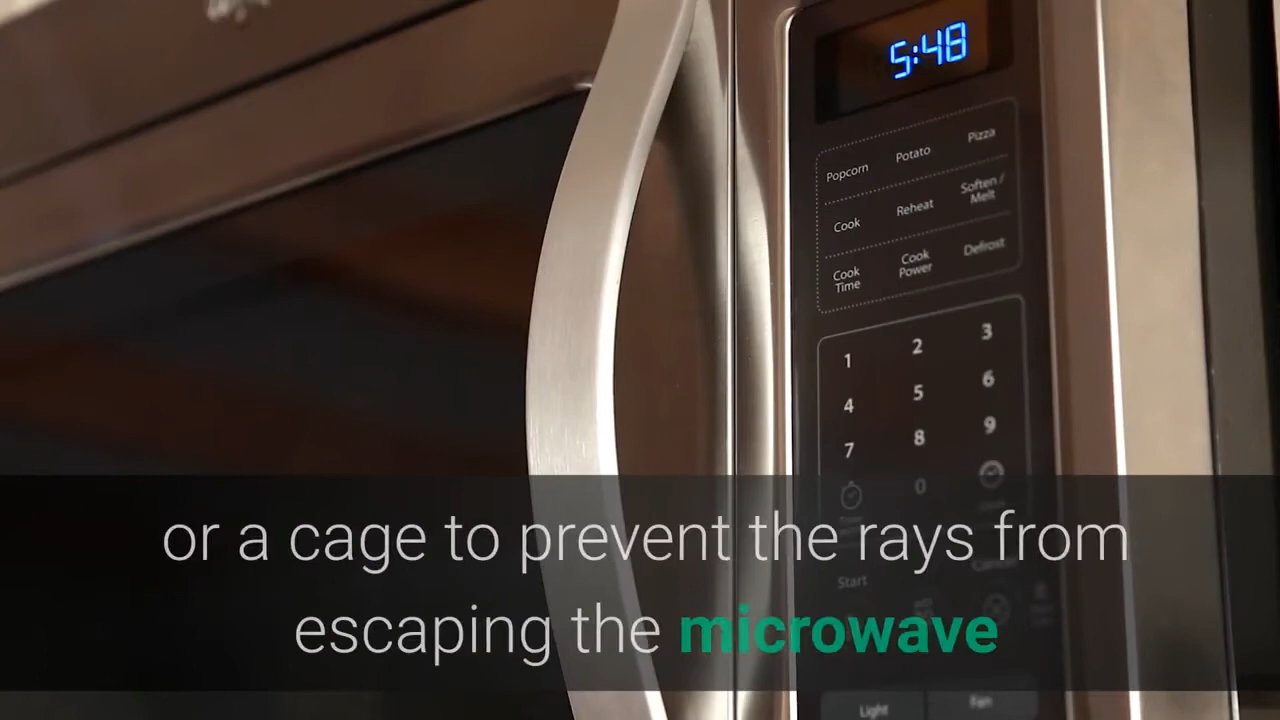 5:48
Popcorn Potato Pizza
Cook Reheat Soften /
Melt
Cook
Time Cook
Power Defrost
1 2 3
4 5 6
7 8 9
0
or a cage to prevent the rays from
Start Cancel
escaping the microwave
Light Fan